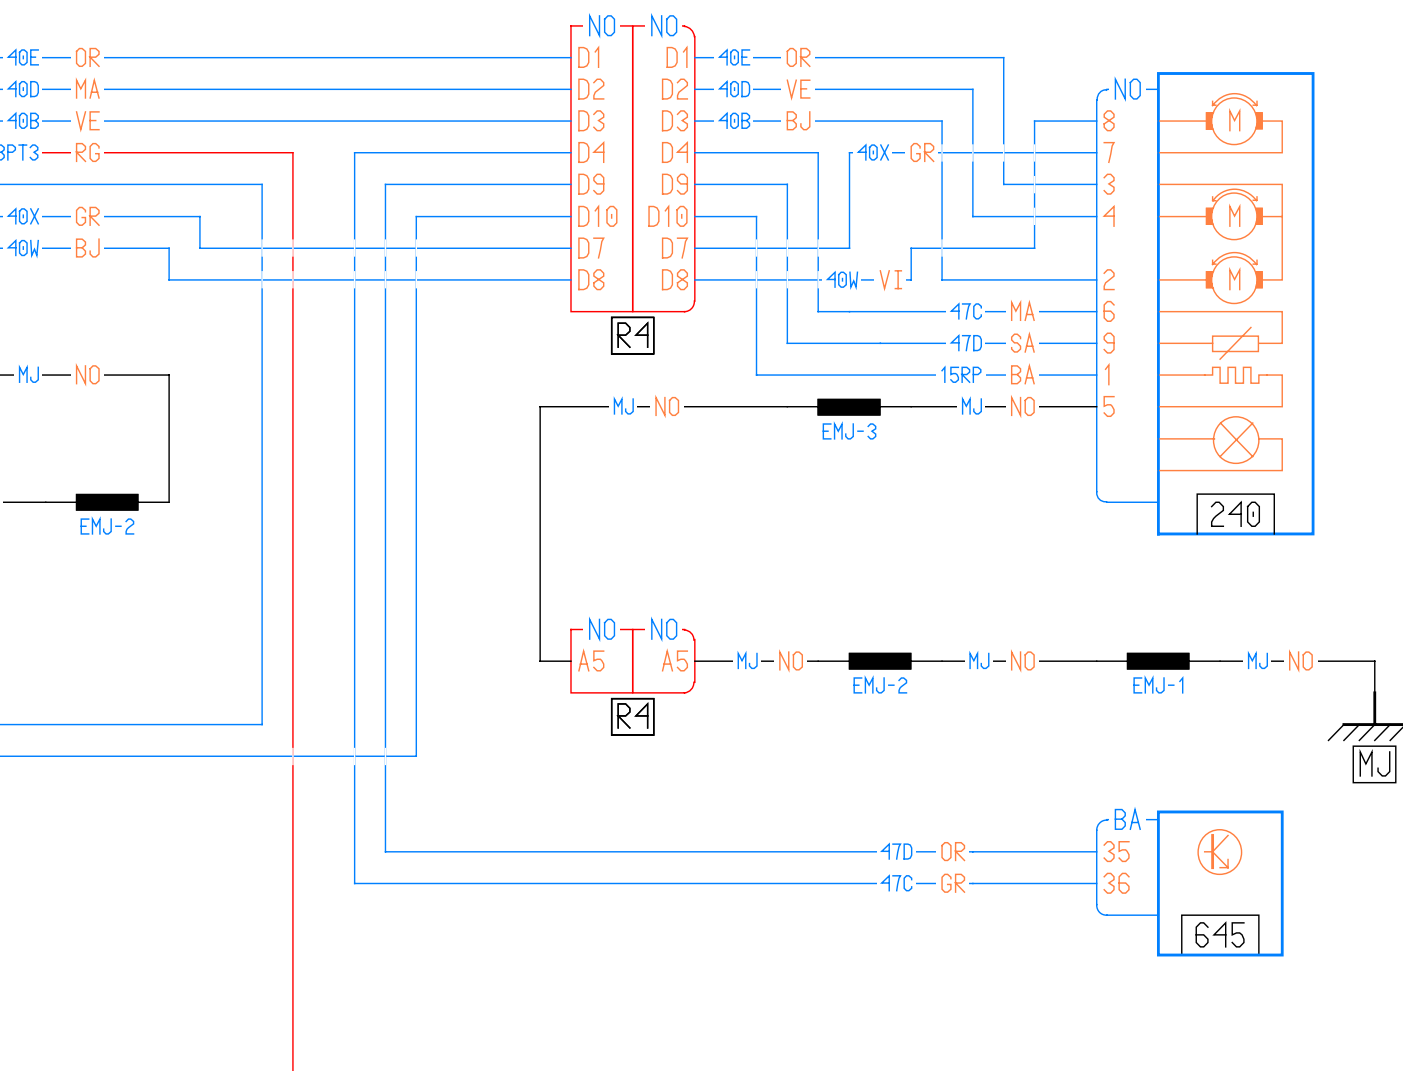 NO NO
40E OR D1 D1 40E OR
40D MA D2 D2 40D VE NO
40B VE D3 D3 40B BJ 8
3PT3 RG D4 D4 40X GR 7
D9 D9 3
40X GR D10 D10 4
40W BJ D7 D7
D8 D8 40W VI 2
47C MA 6
R4
47D SA 9
MJ NO 15RP BA 1
MJ NO MJ NO 5
EMJ-3
EMJ-2
240
M
M
M
NO NO
A5 A5 MJ NO MJ NO MJ NO
EMJ-2 EMJ-1
R4
MJ
BA
47D OR 35
47C GR 36
645